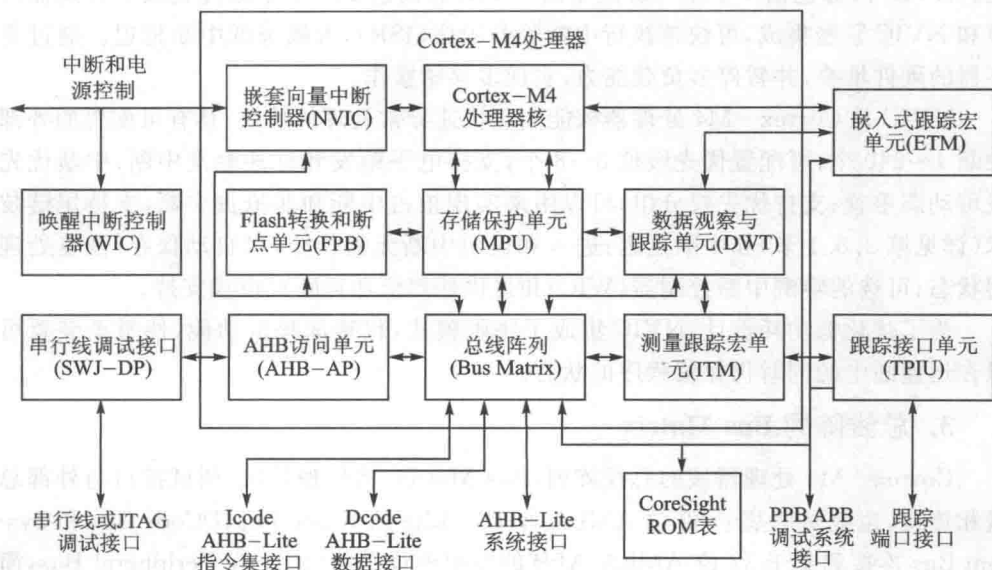 Cortex-M4处理器
中断和电
源控制
嵌套向量中断
控制器(NVIC)
Cortex-M4
处理器核
嵌入式跟踪宏
单元(ETM)
唤醒中断控制
器(WIC)
Flash转换和断
点单元(FPB)
存储保护单元
(MPU)
数据观察与
跟踪单元(DWT)
串行线调试接口
(SWJ-DP)
AHB访问单元
(AHB-AP)
总线阵列
(Bus Matrix)
测量跟踪宏单
元(ITM)
跟踪接口单元
(TPIU)
串行线或JTAG
调试接口
Icode
AHB-Lite
指令集接口
Dcode
AHB-Lite
数据接口
AHB-Lite
系统接口
CoreSight
ROM表
PPB APB
调试系统
接口
跟踪
端口接口